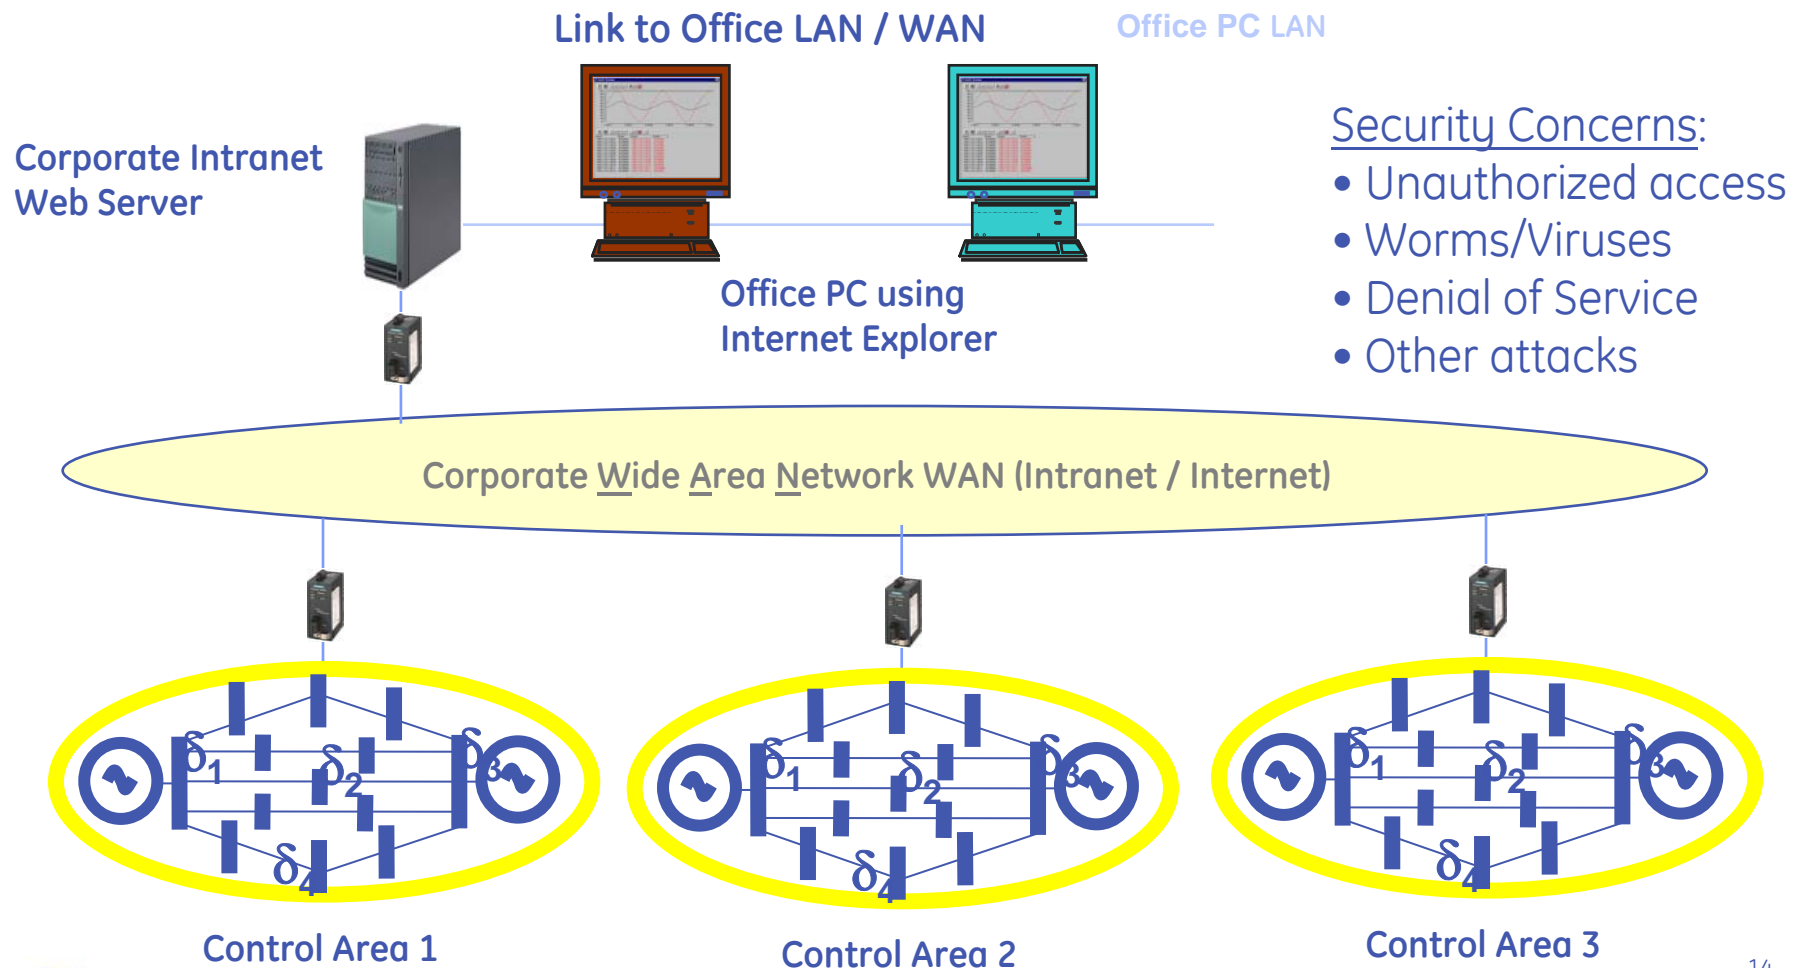 Link to Office LAN / WAN
Office PC LAN
Corporate Intranet
Web Server
Office PC using
Internet Explorer
Security Concerns:
• Unauthorized access
• Worms/Viruses
• Denial of Service
• Other attacks
Corporate Wide Area Network WAN (Intranet / Internet)
δ1 δ2 δ3
δ4
δ1 δ2 δ3
δ4
δ1 δ2 δ3
δ4
Control Area 1
Control Area 2
Control Area 3
14